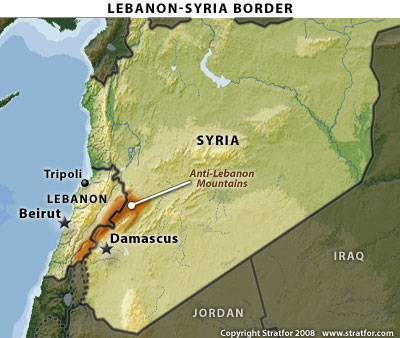 LEBANON-SYRIA BORDER
SYRIA
Tripoli
Anti-Lebanon
Mountains
LEBANON
Beirut
Damascus
IRAQ
JORDAN
Copyright Stratfor 2008 www.stratfor.com